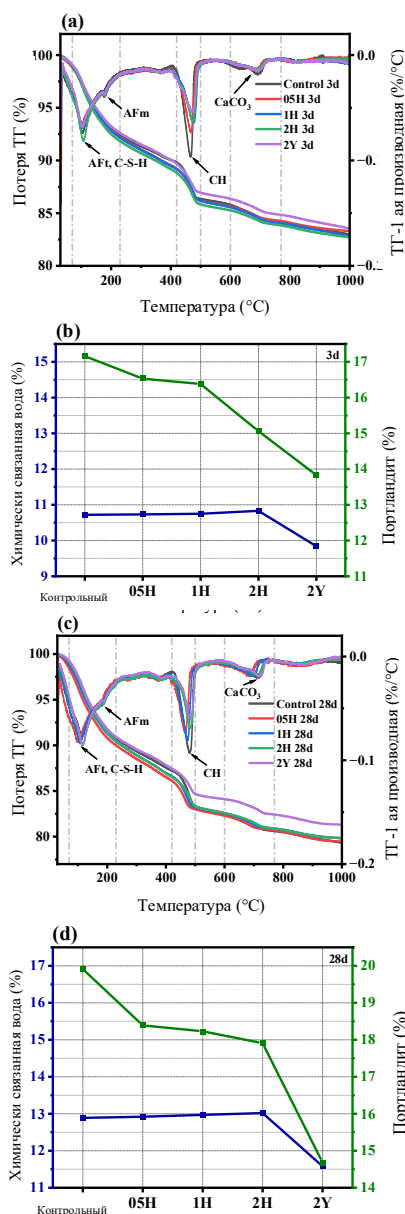 (a)
100
95
90
85
80
Потеря ТГ (%)
0.0
ТГ-1 ая производная (%/°C)
AFm
AFt, C-S-H
CH
CaCO3
Control 3d
05H 3d
1H 3d
2H 3d
2Y 3d
200 400 600 800 1000
Температура (°C)
(b)
3d
15
14
13
12
11
10
9
Химически связанная вода (%)
17
16
15
14
13
12
11
Портландит (%)
Контрольный 05H 1H 2H 2Y
(c)
100
95
90
85
80
Потеря ТГ (%)
0.0
−0.1
−0.2
ТГ-1 ая производная (%/°C)
AFm
AFt, C-S-H
CH
CaCO3
Control 28d
05H 28d
1H 28d
2H 28d
2Y 28d
200 400 600 800 1000
Температура (°C)
(d)
28d
17
16
15
14
13
12
11
Химически связанная вода (%)
20
19
18
17
16
15
14
Портландит (%)
Контрольный 05H 1H 2H 2Y